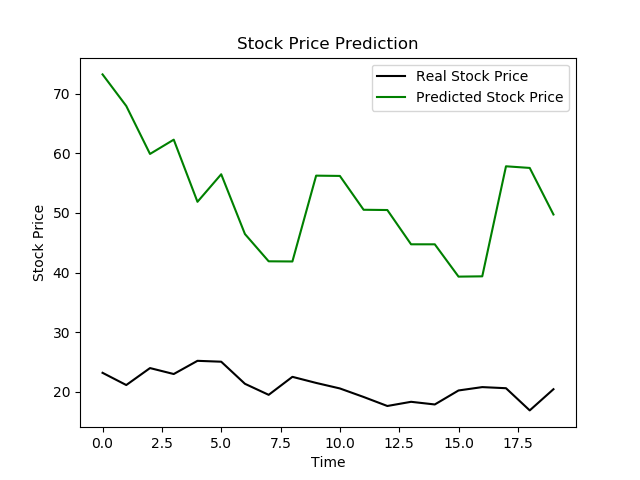 Stock Price Prediction
Real Stock Price
Predicted Stock Price
Stock Price
70
60
50
40
30
20
0.0 2.5 5.0 7.5 10.0 12.5 15.0 17.5
Time